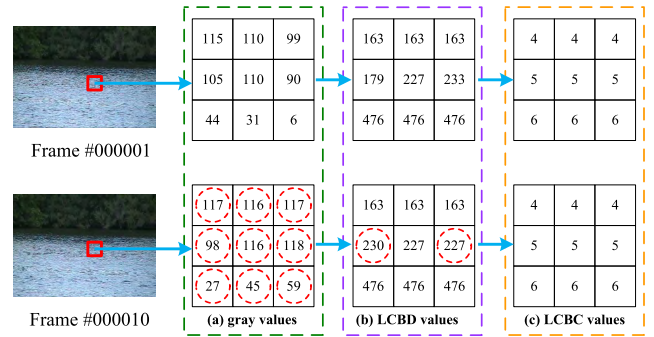 115 110 99 163 163 163 4 4 4
105 110 90 179 227 233 5 5 5
44 31 6 476 476 476 6 6 6
Frame #000001
117 116 117 163 163 163 4 4 4
98 116 118 230 227 227 5 5 5
27 45 59 476 476 476 6 6 6
Frame #000010 (a) gray values (b) LCBD values (c) LCBC values